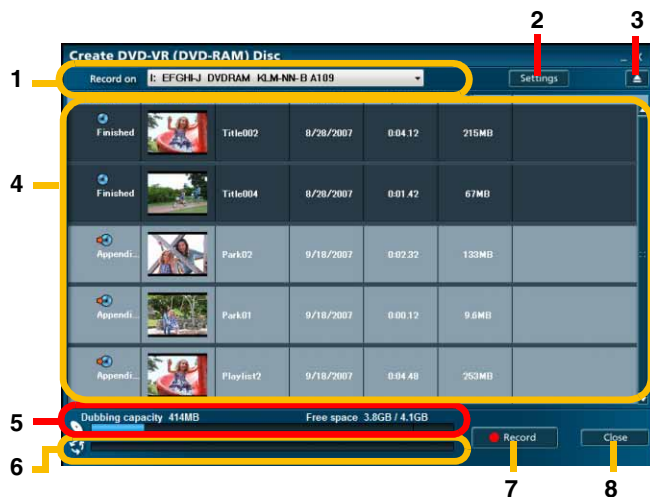 2 3
Create DVD-VR (DVD-RAM) Disc
1 Record on I: EFGHI-J DVDRAM KLM-NN-B A109 Settings
4
Finished Title002 8/28/2007 0:04.12 215MB
Finished Title004 8/28/2007 0:01.42 67MB
Appendi... Park02 9/18/2007 0:02.32 133MB
Appendi... Park01 9/18/2007 0:00.12 9.6MB
Appendi... Playlist2 9/18/2007 0:04.48 253MB
5 Dubbing capacity 414MB Free space 3.8GB / 4.1GB
6 Record Close
7 8